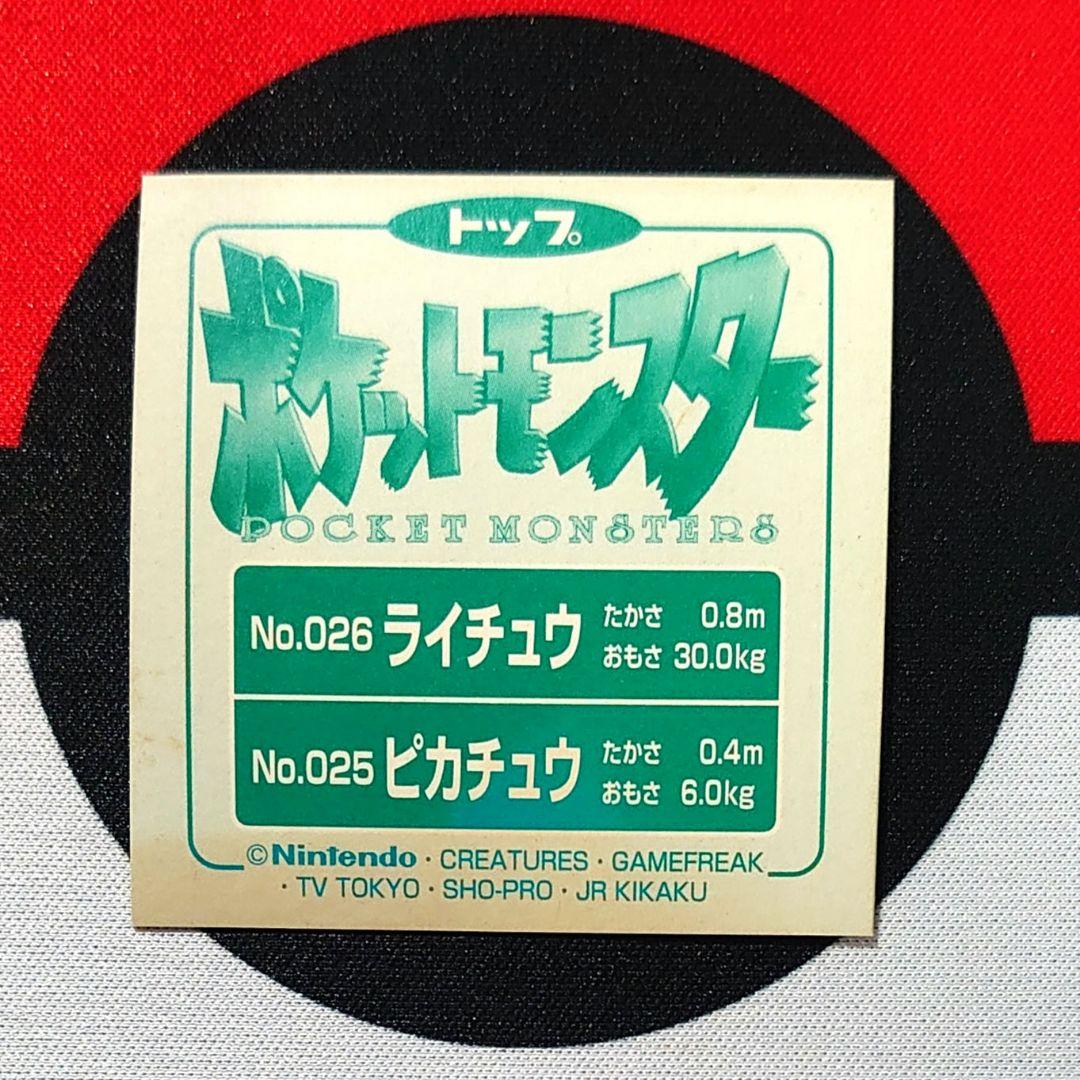 トップ。
ポケットモンスター
POCKET MONSTERS
No.026 ライチュウ たかさ 0.8m
おもさ 30.0kg
No.025 ピカチュウ たかさ 0.4m
おもさ 6.0kg
©Nintendo・CREATURES・GAMEFREAK
・TV TOKYO・SHO-PRO・JR KIKAKU